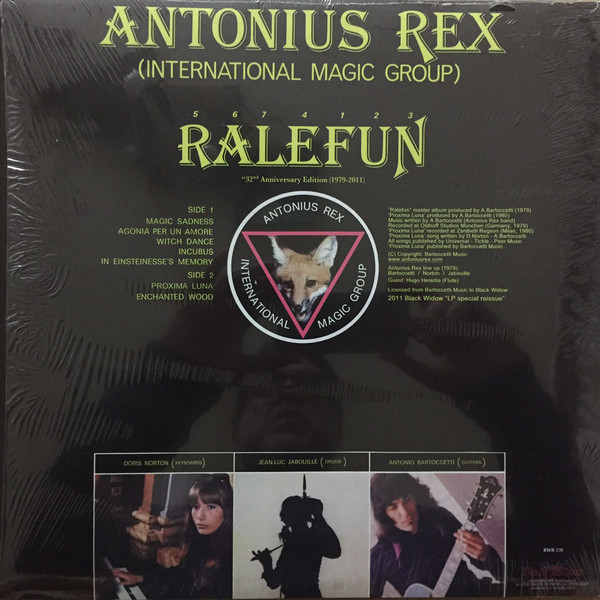 ANTONIUS REX
(INTERNATIONAL MAGIC GROUP)
5 6 7 4 1 2 3
RALEFUN
"32nd Anniversary Edition (1979-2011)
SIDE 1
MAGIC SADNESS
AGONIA PER UN AMORE
WITCH DANCE
INCUBUS
IN EINSTEINESSE'S MEMORY
SIDE 2
PROXIMA LUNA
ENCHANTED WOOD
ANTONIUS REX
INTERNATIONAL MAGIC GROUP
"Ralefun" master album produced by A.Bartoccetti (1979)
'Proxima Luna' produced by A.Bartoccetti (1980)
Music written by A.Bartoccetti (Antonius Rex band)
Recorded at Oldhoff Studios Munchen (Germany, 1979)
'Proxima Luna' recorded at Zanibelli Regson (Milan, 1980)
'Proxima Luna' song written by D.Norton - A.Bartoccetti
All songs published by Universal - Tickle - Peer Music
'Proxima Luna' published by Bartoccetti Music
(C) Copyright: Bartoccetti Music
www.antoniusrex.com
Antonius Rex line up (1979)
Bartoccetti / Norton / Jabouille
Guest: Hugo Heredia (Flute)
Licensed from Bartoccetti Music to Black Widow
2011 Black Widow "LP special reissue"
DORIS NORTON (KEYBOARDS)
JEAN-LUC JABOUILLE (DRUMS)
ANTONIO BARTOCCETTI (GUITARS)